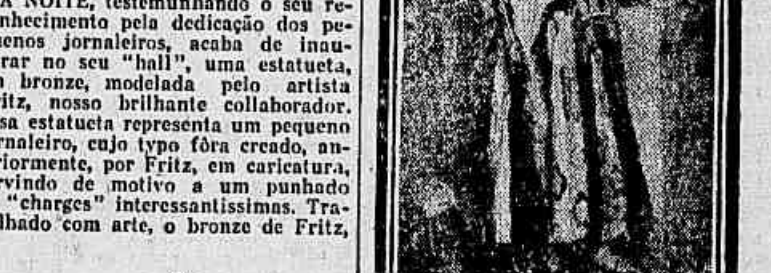 A NOITE, testemunhando o seu re-
nhecimento pela dedicação dos pe-
uenos jornaleiros, acaba de inau-
rar no seu "hall", uma estatueta,
bronze, modelada pelo artista
ritz, nosso brilhante collaborador.
sa estatueta representa um pequeno
rnaleiro, cujo typo fôra creado, an-
riormente, por Fritz, em caricatura,
rvindo de motivo a um punhado
"charges" interessantissimas. Tra-
lhado com arte, o bronze de Fritz,